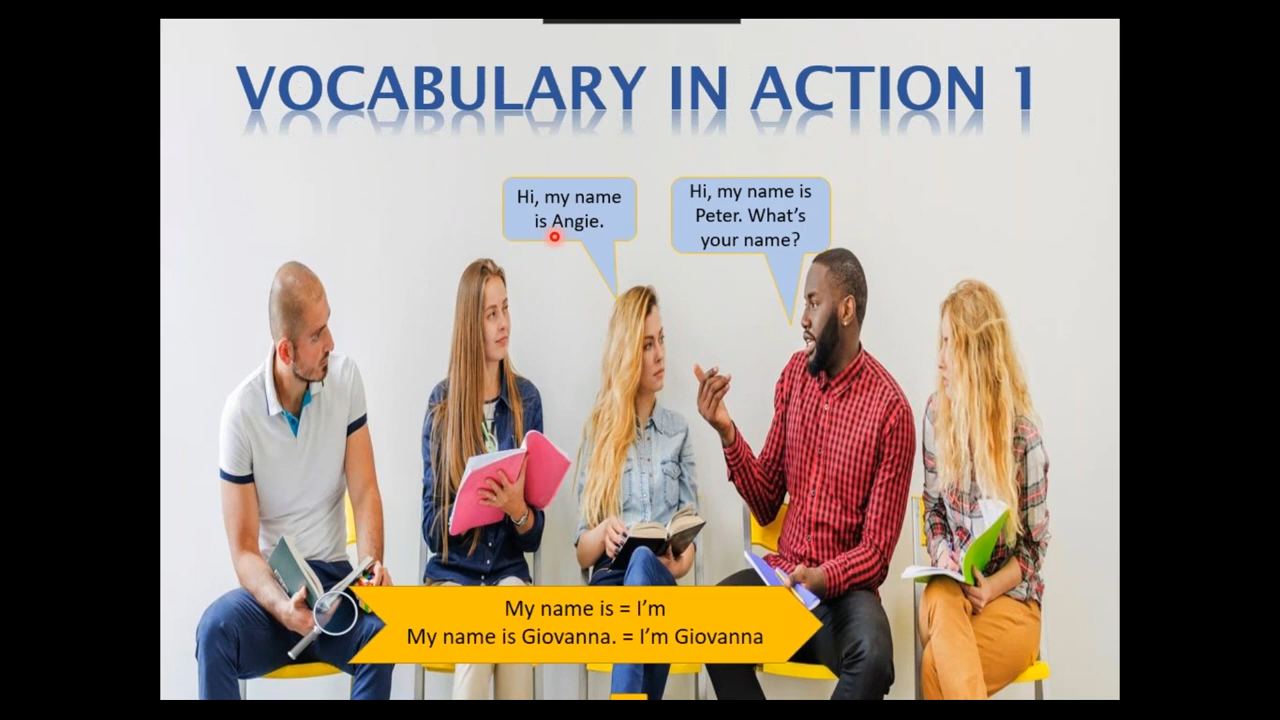 VOCABULARY IN ACTION 1
Hi, my name
is Angie.
Hi, my name is
Peter. What's
your name?
My name is = I'm
My name is Giovanna. = I'm Giovanna